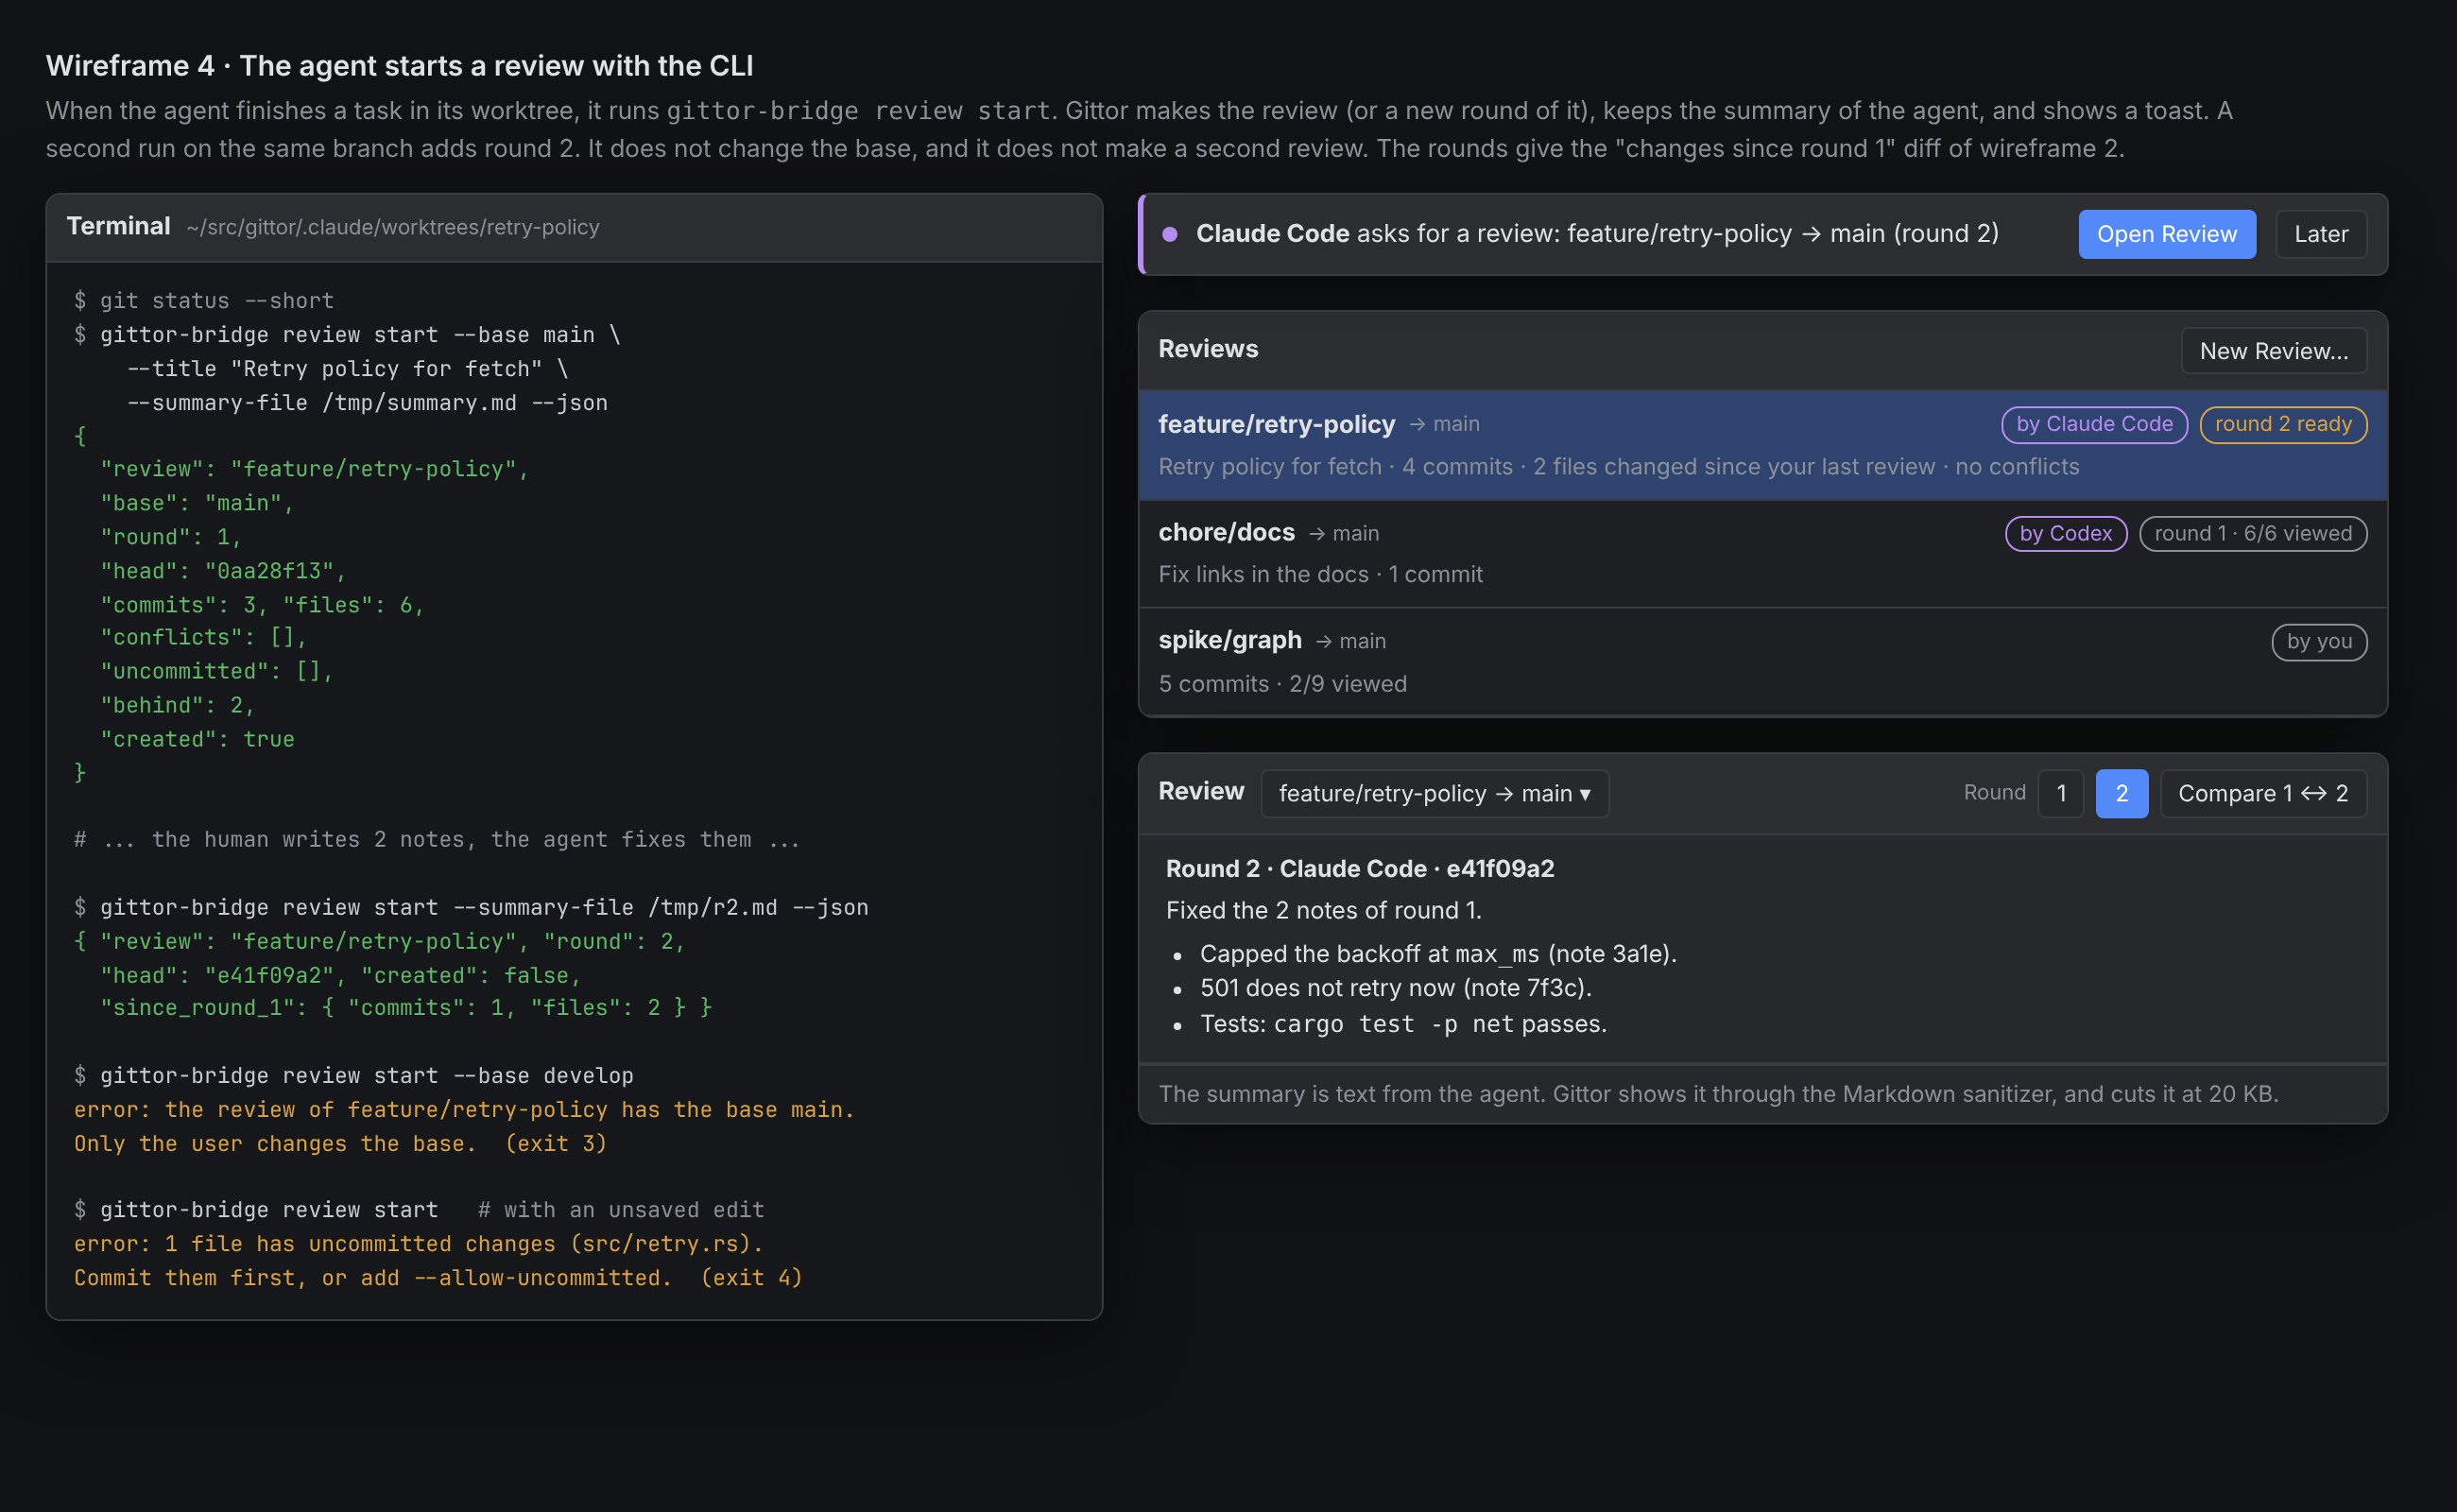 Wireframe 4 · The agent starts a review with the CLI
When the agent finishes a task in its worktree, it runs gittor-bridge review start. Gittor makes the review (or a new round of it), keeps the summary of the agent, and shows a toast. A
second run on the same branch adds round 2. It does not change the base, and it does not make a second review. The rounds give the "changes since round 1" diff of wireframe 2.
Terminal ~/src/gittor/.claude/worktrees/retry-policy
$ git status --short
$ gittor-bridge review start --base main \
    --title "Retry policy for fetch" \
    --summary-file /tmp/summary.md --json
{
  "review": "feature/retry-policy",
  "base": "main",
  "round": 1,
  "head": "0aa28f13",
  "commits": 3, "files": 6,
  "conflicts": [],
  "uncommitted": [],
  "behind": 2,
  "created": true
}
# ... the human writes 2 notes, the agent fixes them ...
$ gittor-bridge review start --summary-file /tmp/r2.md --json
{ "review": "feature/retry-policy", "round": 2,
  "head": "e41f09a2", "created": false,
  "since_round_1": { "commits": 1, "files": 2 } }
$ gittor-bridge review start --base develop
error: the review of feature/retry-policy has the base main.
Only the user changes the base.  (exit 3)
$ gittor-bridge review start   # with an unsaved edit
error: 1 file has uncommitted changes (src/retry.rs).
Commit them first, or add --allow-uncommitted.  (exit 4)
Claude Code asks for a review: feature/retry-policy → main (round 2) Open Review Later
Reviews New Review…
feature/retry-policy → main by Claude Code round 2 ready
Retry policy for fetch · 4 commits · 2 files changed since your last review · no conflicts
chore/docs → main by Codex round 1 · 6/6 viewed
Fix links in the docs · 1 commit
spike/graph → main by you
5 commits · 2/9 viewed
Review feature/retry-policy → main ▾ Round 1 2 Compare 1 ↔ 2
Round 2 · Claude Code · e41f09a2
Fixed the 2 notes of round 1.
• Capped the backoff at max_ms (note 3a1e).
• 501 does not retry now (note 7f3c).
• Tests: cargo test -p net passes.
The summary is text from the agent. Gittor shows it through the Markdown sanitizer, and cuts it at 20 KB.